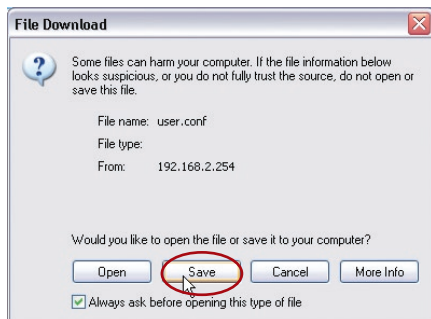 File Download
Some files can harm your computer. If the file information below
looks suspicious, or you do not fully trust the source, do not open or
save this file.
File name: user.conf
File type:
From: 192.168.2.254
Would you like to open the file or save it to your computer?
Open Save Cancel More Info
Always ask before opening this type of file